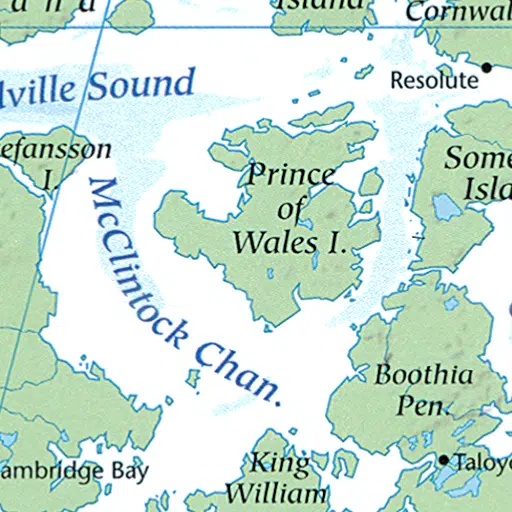 a n a
Island
Cornwal
lville Sound
Resolute
efansson
I.
Prince
of
Wales I.
Some
Isla
McClintock Chan.
Boothia
Pen.
King
William
ambridge Bay
Taloyo